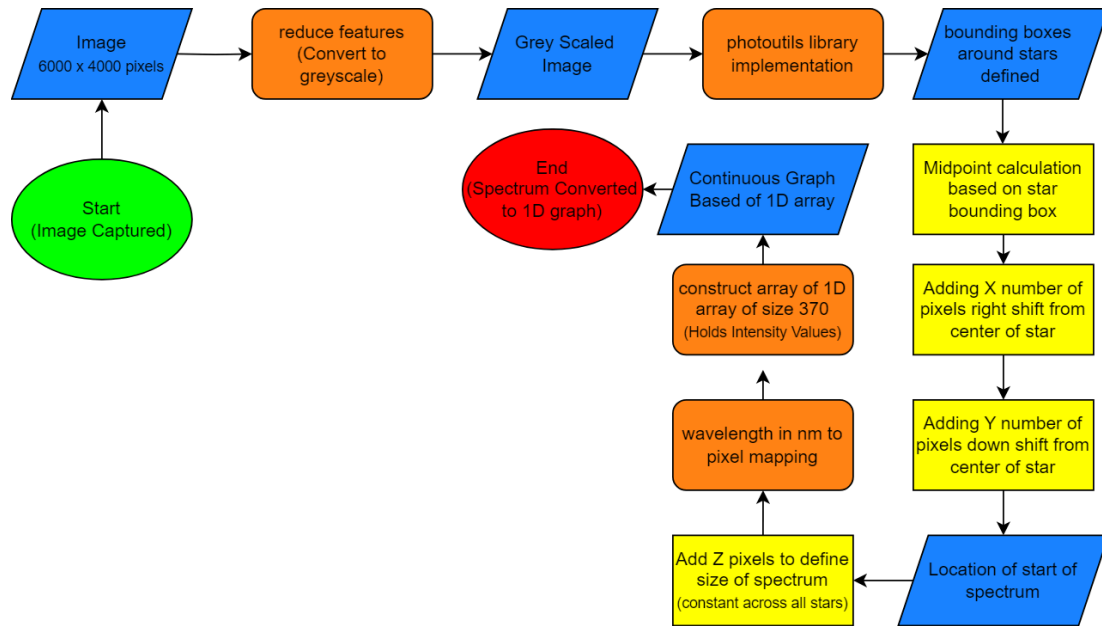 Image
6000 x 4000 pixels
reduce features
(Convert to
greyscale)
Grey Scaled
Image
photoutils library
implementation
bounding boxes
around stars
defined
Start
(Image Captured)
End
(Spectrum Converted
to 1D graph)
Continuous Graph
Based of 1D array
Midpoint calculation
based on star
bounding box
construct array of 1D
array of size 370
(Holds Intensity Values)
Adding X number of
pixels right shift from
center of star
wavelength in nm to
pixel mapping
Adding Y number of
pixels down shift from
center of star
Add Z pixels to define
size of spectrum
(constant across all stars)
Location of start of
spectrum